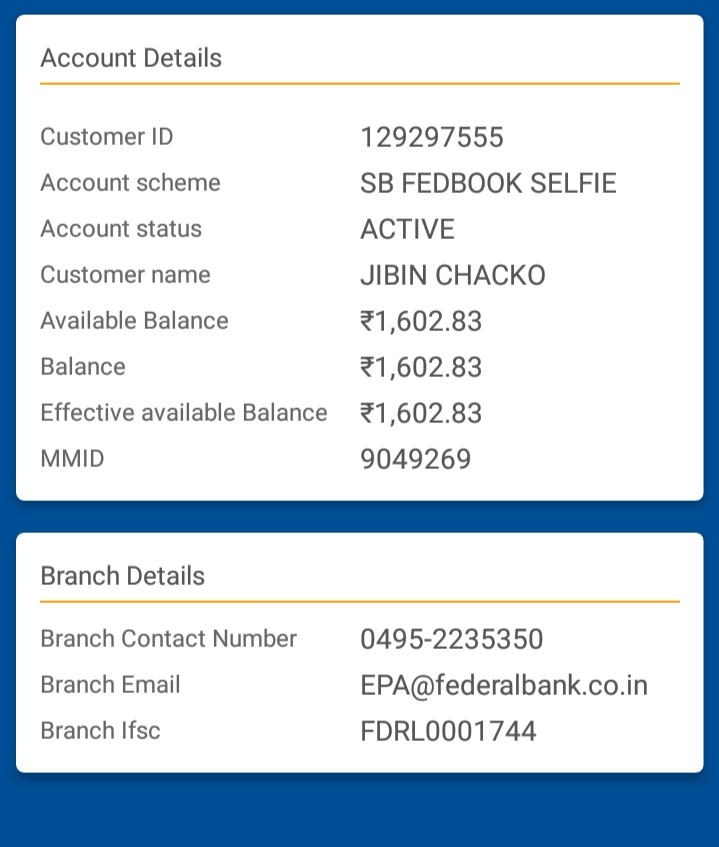 Account Details
Customer ID 129297555
Account scheme SB FEDBOOK SELFIE
Account status ACTIVE
Customer name JIBIN CHACKO
Available Balance ₹1,602.83
Balance ₹1,602.83
Effective available Balance ₹1,602.83
MMID 9049269
Branch Details
Branch Contact Number 0495-2235350
Branch Email EPA@federalbank.co.in
Branch Ifsc FDRL0001744